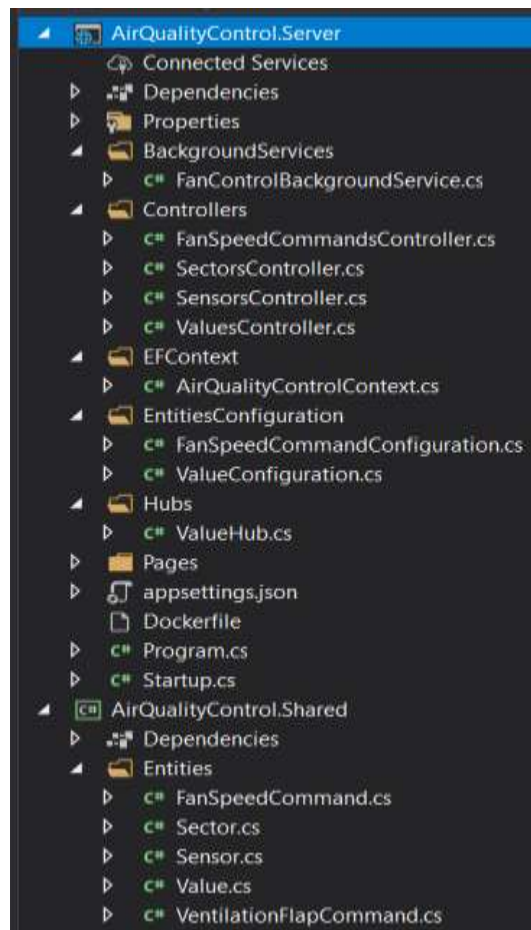 AirQualityControl.Server
Connected Services
Dependencies
Properties
BackgroundServices
C# FanControlBackgroundService.cs
Controllers
C# FanSpeedCommandsController.cs
C# SectorsController.cs
C# SensorsController.cs
C# ValuesController.cs
EFContext
C# AirQualityControlContext.cs
EntitiesConfiguration
C# FanSpeedCommandConfiguration.cs
C# ValueConfiguration.cs
Hubs
C# ValueHub.cs
Pages
appsettings.json
Dockerfile
C# Program.cs
C# Startup.cs
C# AirQualityControl.Shared
Dependencies
Entities
C# FanSpeedCommand.cs
C# Sector.cs
C# Sensor.cs
C# Value.cs
C# VentilationFlapCommand.cs